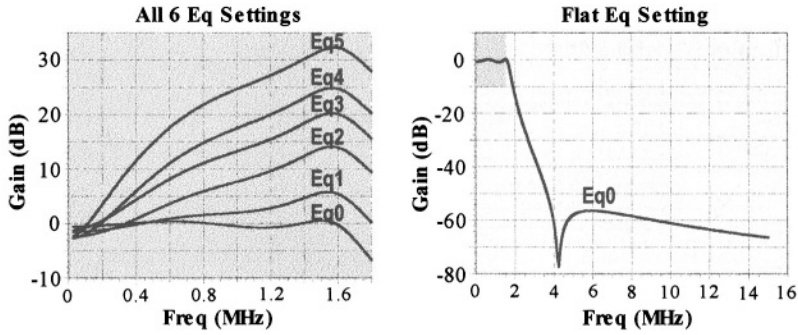 All 6 Eq Settings
Gain (dB)
30
20
10
0
-10
Eq5
Eq4
Eq3
Eq2
Eq1
Eq0
0 0.4 0.8 1.2 1.6
Freq (MHz)
Flat Eq Setting
Gain (dB)
0
-20
-40
-60
-80
Eq0
0 2 4 6 8 10 12 14 16
Freq (MHz)